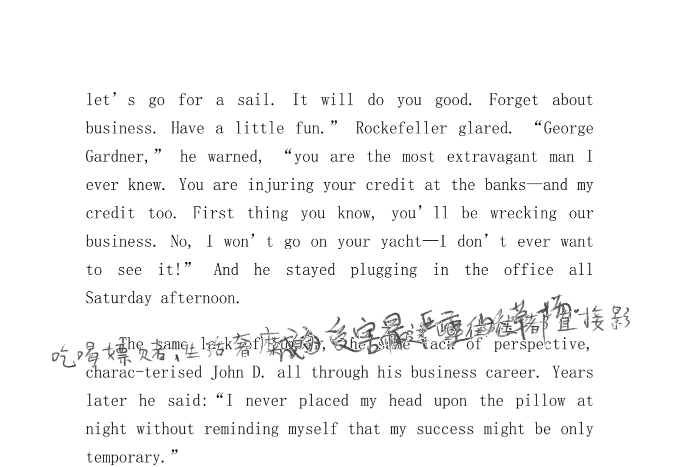 let’s go for a sail. It will do you good. Forget about
business. Have a little fun.” Rockefeller glared. “George
Gardner,” he warned, “you are the most extravagant man I
ever knew. You are injuring your credit at the banks—and my
credit too. First thing you know, you’ll be wrecking our
business. No, I won’t go on your yacht—I don’t ever want
to see it!” And he stayed plugging in the office all
Saturday afternoon.
受害最严重 直接影
吃喝嫖 生活奢
The same lack of the same lack of perspective,
charac-terised John D. all through his business career. Years
later he said:“I never placed my head upon the pillow at
night without reminding myself that my success might be only
temporary.”